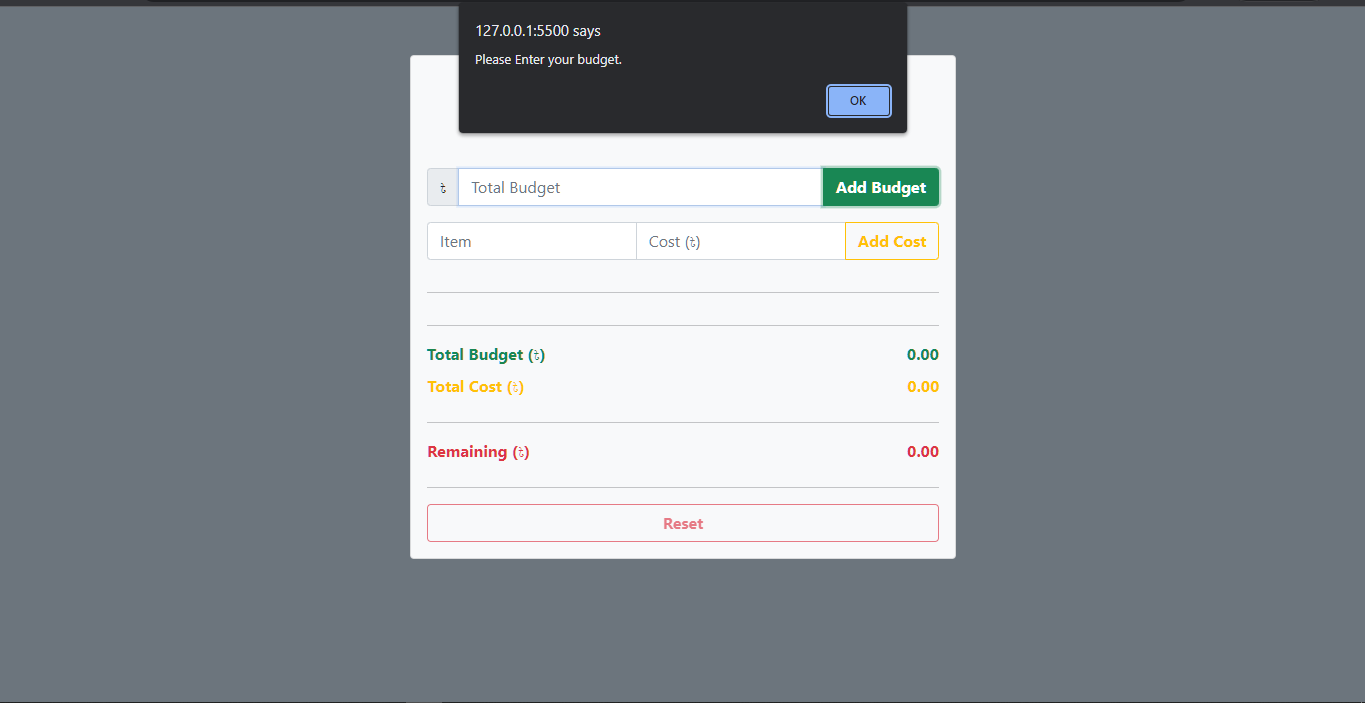 127.0.0.1:5500 says
Please Enter your budget.
OK
৳ Total Budget Add Budget
Item Cost (৳) Add Cost
Total Budget (৳) 0.00
Total Cost (৳) 0.00
Remaining (৳) 0.00
Reset